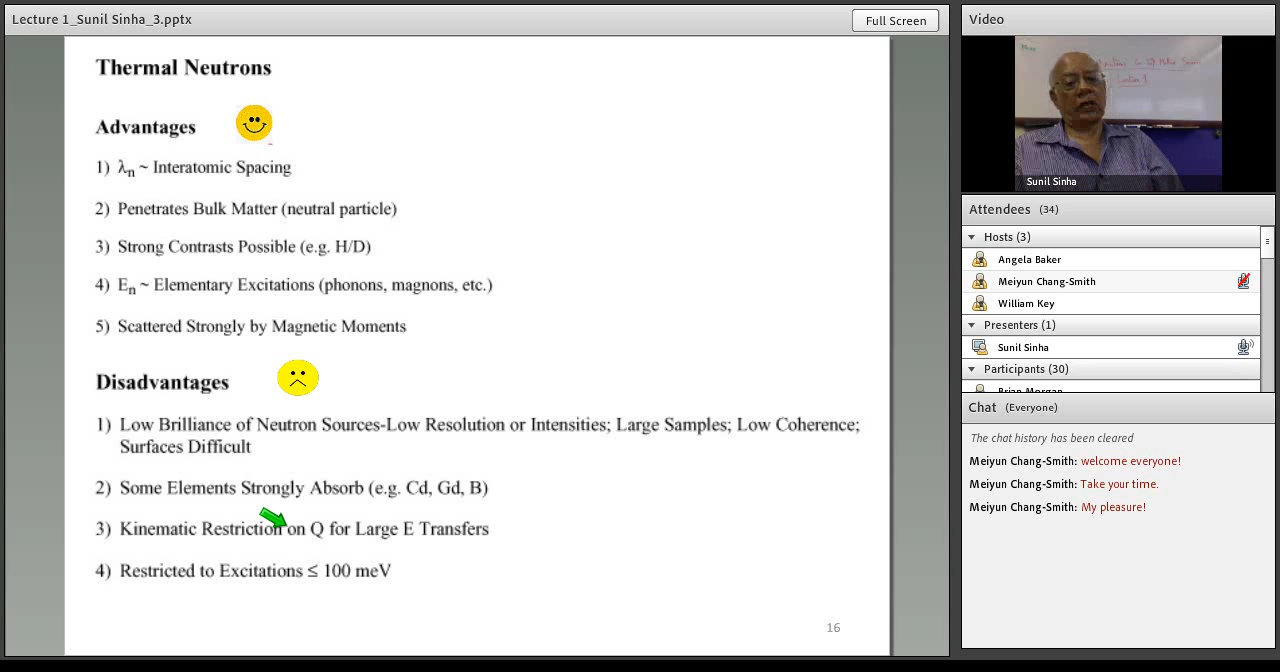 Lecture 1_Sunil Sinha_3.pptx
Full Screen
Thermal Neutrons
Advantages
1) λn ~ Interatomic Spacing
2) Penetrates Bulk Matter (neutral particle)
3) Strong Contrasts Possible (e.g. H/D)
4) En ~ Elementary Excitations (phonons, magnons, etc.)
5) Scattered Strongly by Magnetic Moments
Disadvantages
1) Low Brilliance of Neutron Sources-Low Resolution or Intensities; Large Samples; Low Coherence;
Surfaces Difficult
2) Some Elements Strongly Absorb (e.g. Cd, Gd, B)
3) Kinematic Restriction on Q for Large E Transfers
4) Restricted to Excitations ≤ 100 meV
16
Video
Lecture 1
Sunil Sinha
Attendees (34)
Hosts (3)
Angela Baker
Meiyun Chang-Smith
William Key
Presenters (1)
Sunil Sinha
Participants (30)
Brian Morgan
Chat (Everyone)
The chat history has been cleared
Meiyun Chang-Smith: welcome everyone!
Meiyun Chang-Smith: Take your time.
Meiyun Chang-Smith: My pleasure!